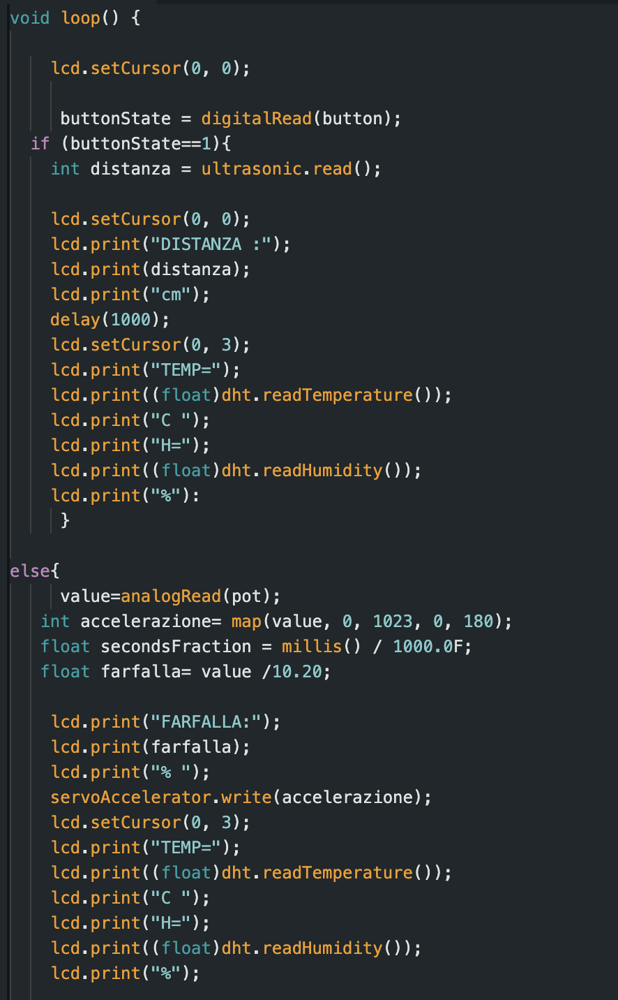 void loop() {
lcd.setCursor(0, 0);
buttonState = digitalRead(button);
if (buttonState==1){
int distanza = ultrasonic.read();
lcd.setCursor(0, 0);
lcd.print("DISTANZA :");
lcd.print(distanza);
lcd.print("cm");
delay(1000);
lcd.setCursor(0, 3);
lcd.print("TEMP=");
lcd.print((float)dht.readTemperature());
lcd.print("C ");
lcd.print("H=");
lcd.print((float)dht.readHumidity());
lcd.print("%"):
}
else{
value=analogRead(pot);
int accelerazione= map(value, 0, 1023, 0, 180);
float secondsFraction = millis() / 1000.0F;
float farfalla= value /10.20;
lcd.print("FARFALLA:");
lcd.print(farfalla);
lcd.print("% ");
servoAccelerator.write(accelerazione);
lcd.setCursor(0, 3);
lcd.print("TEMP=");
lcd.print((float)dht.readTemperature());
lcd.print("C ");
lcd.print("H=");
lcd.print((float)dht.readHumidity());
lcd.print("%");